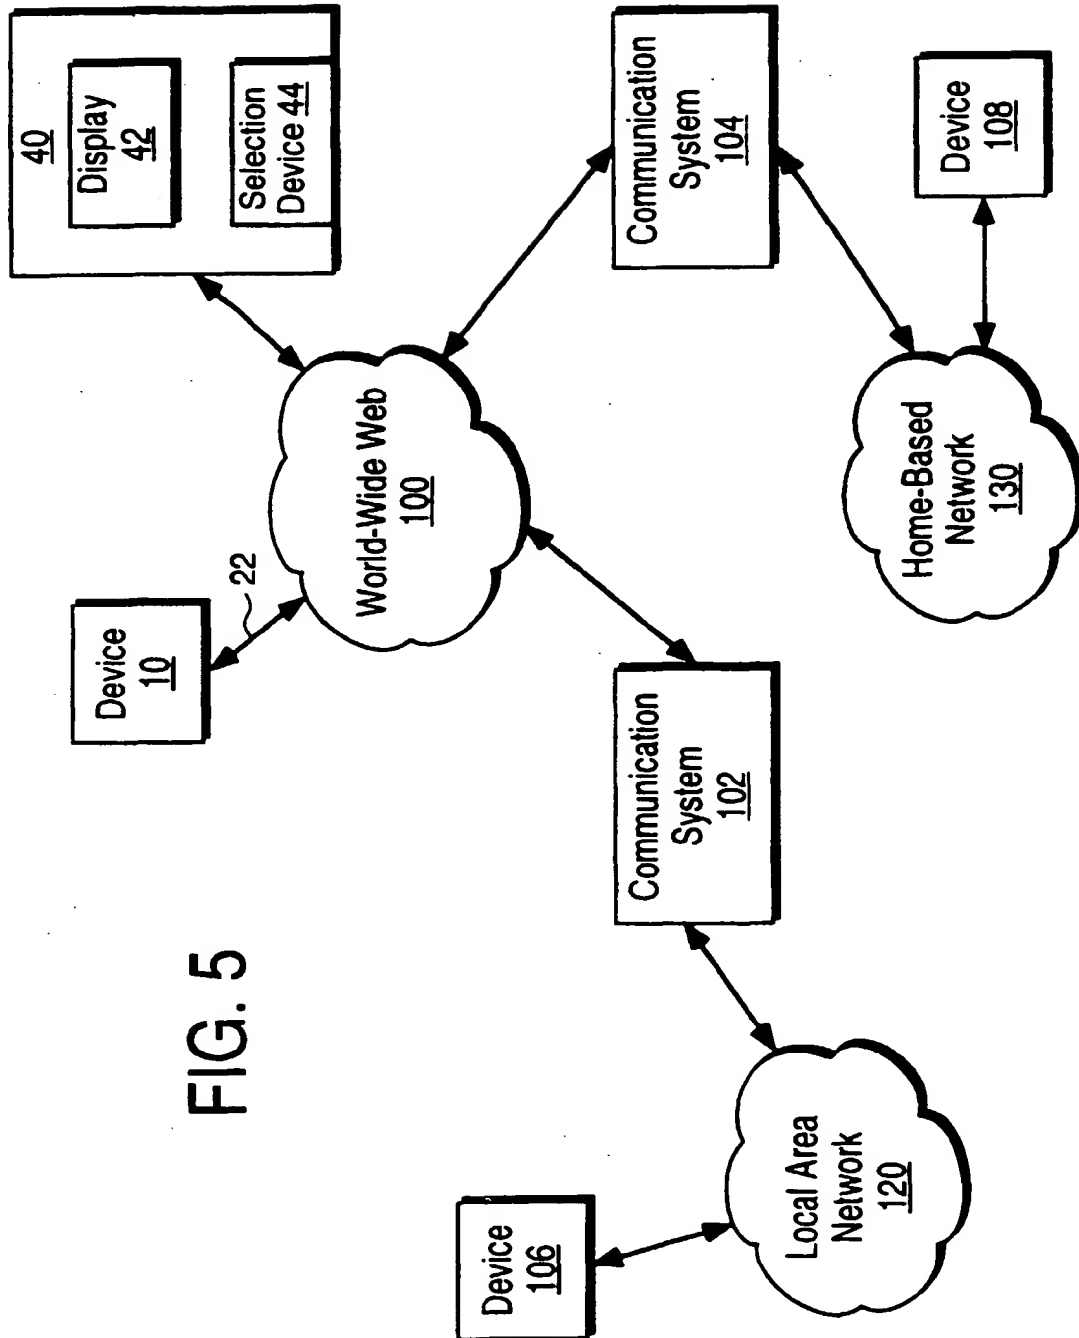 FIG. 5
Device
10
22
40
Display
42
Selection
Device 44
World-Wide Web
100
Device
106
Communication
System
102
Communication
System
104
Local Area
Network
120
Home-Based
Network
130
Device
108